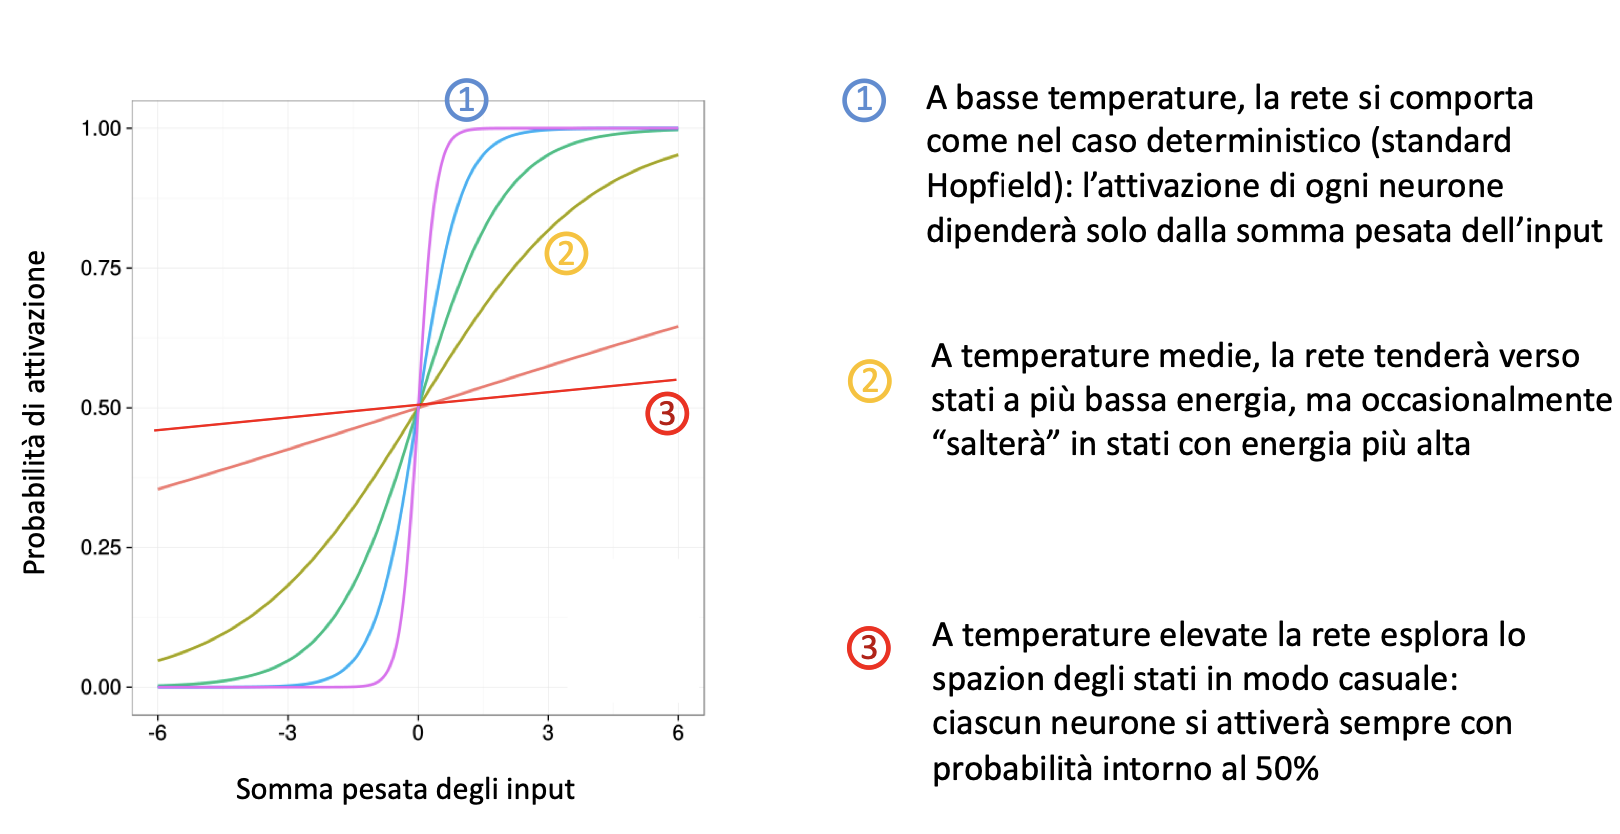 1
1.00
0.75
0.50
0.25
0.00
2
3
-6 -3 0 3 6
Probabilità di attivazione
Somma pesata degli input
1
A basse temperature, la rete si comporta
come nel caso deterministico (standard
Hopfield): l’attivazione di ogni neurone
dipenderà solo dalla somma pesata dell’input
2
A temperature medie, la rete tenderà verso
stati a più bassa energia, ma occasionalmente
“salterà” in stati con energia più alta
3
A temperature elevate la rete esplora lo
spazion degli stati in modo casuale:
ciascun neurone si attiverà sempre con
probabilità intorno al 50%